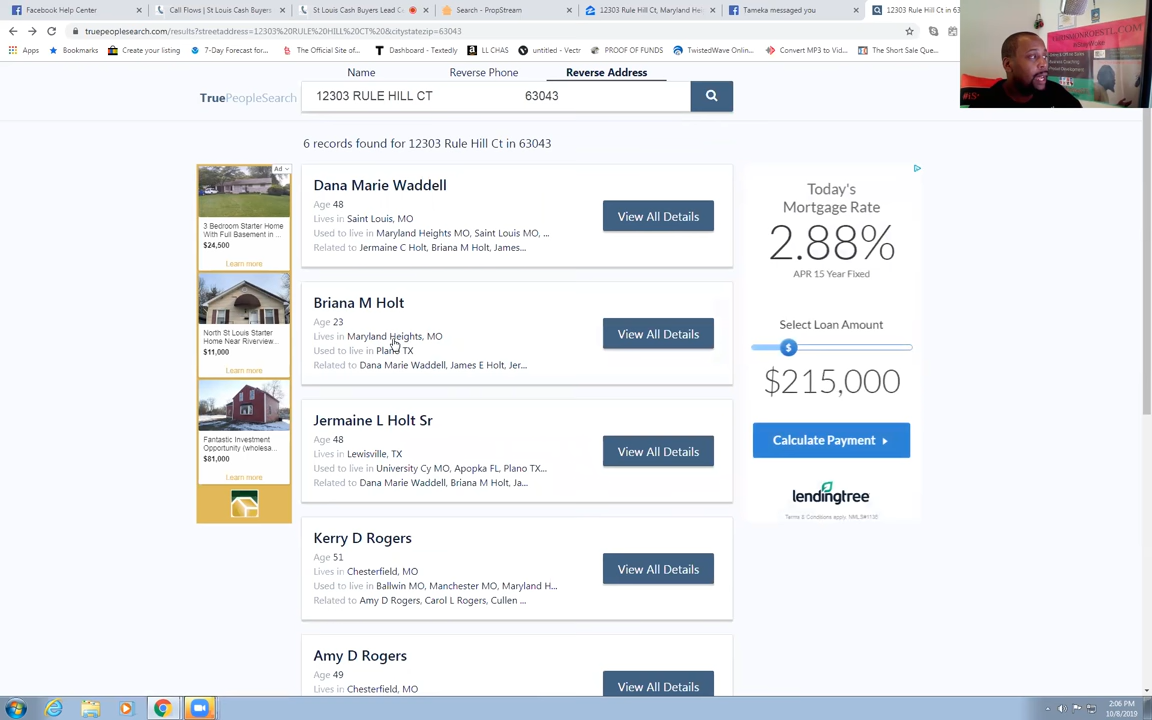 Facebook Help Center
Call Flows | St Louis Cash Buyers
St Louis Cash Buyers Lead C
Search - PropStream
12303 Rule Hill Ct, Maryland Hei
Tameka messaged you
12303 Rule Hill Ct in 63
truepeoplesearch.com/results?streetaddress=12303%20RULE%20HILL%20CT&citystatezip=63043
Apps
Bookmarks
Create your listing
7-Day Forecast for...
The Official Site of...
Dashboard - Textedly
LL CHAS
untitled - Vectr
PROOF OF FUNDS
TwistedWave Onlin...
Convert MP3 to Vid...
The Short Sale Que...
Name
Reverse Phone
Reverse Address
TruePeopleSearch
12303 RULE HILL CT
63043
6 records found for 12303 Rule Hill Ct in 63043
Ad
3 Bedroom Starter Home
With Full Basement in ...
$24,500
Learn more
North St Louis Starter
Home Near Riverview...
$11,000
Learn more
Fantastic Investment
Opportunity (wholesa...
$81,000
Learn more
Dana Marie Waddell
Age 48
Lives in Saint Louis, MO
Used to live in Maryland Heights MO, Saint Louis MO, ...
Related to Jermaine C Holt, Briana M Holt, James...
View All Details
Briana M Holt
Age 23
Lives in Maryland Heights, MO
Used to live in Plano TX
Related to Dana Marie Waddell, James E Holt, Jer...
View All Details
Jermaine L Holt Sr
Age 48
Lives in Lewisville, TX
Used to live in University Cy MO, Apopka FL, Plano TX...
Related to Dana Marie Waddell, Briana M Holt, Ja...
View All Details
Kerry D Rogers
Age 51
Lives in Chesterfield, MO
Used to live in Ballwin MO, Manchester MO, Maryland H...
Related to Amy D Rogers, Carol L Rogers, Cullen ...
View All Details
Amy D Rogers
Age 49
Lives in Chesterfield, MO
View All Details
Today's
Mortgage Rate
2.88%
APR 15 Year Fixed
Select Loan Amount
$
$215,000
Calculate Payment
lendingtree
Terms & Conditions apply. NMLS#1136
2:06 PM
10/8/2019